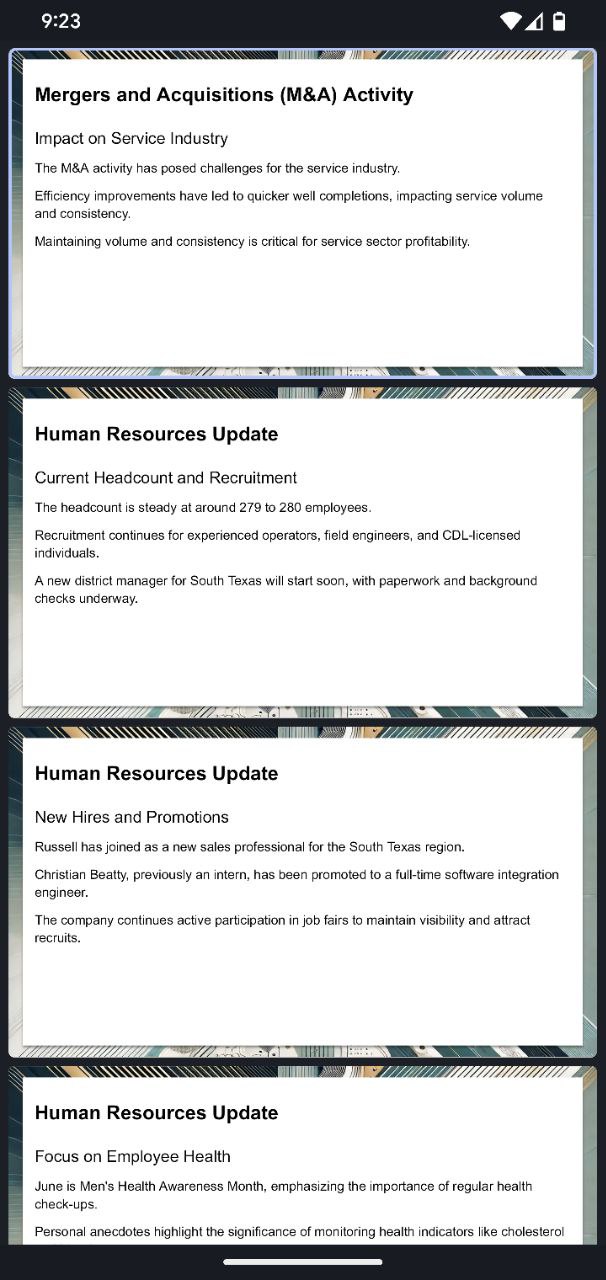 9:23
Mergers and Acquisitions (M&A) Activity
Impact on Service Industry
The M&A activity has posed challenges for the service industry.
Efficiency improvements have led to quicker well completions, impacting service volume
and consistency.
Maintaining volume and consistency is critical for service sector profitability.
Human Resources Update
Current Headcount and Recruitment
The headcount is steady at around 279 to 280 employees.
Recruitment continues for experienced operators, field engineers, and CDL-licensed
individuals.
A new district manager for South Texas will start soon, with paperwork and background
checks underway.
Human Resources Update
New Hires and Promotions
Russell has joined as a new sales professional for the South Texas region.
Christian Beatty, previously an intern, has been promoted to a full-time software integration
engineer.
The company continues active participation in job fairs to maintain visibility and attract
recruits.
Human Resources Update
Focus on Employee Health
June is Men's Health Awareness Month, emphasizing the importance of regular health
check-ups.
Personal anecdotes highlight the significance of monitoring health indicators like cholesterol